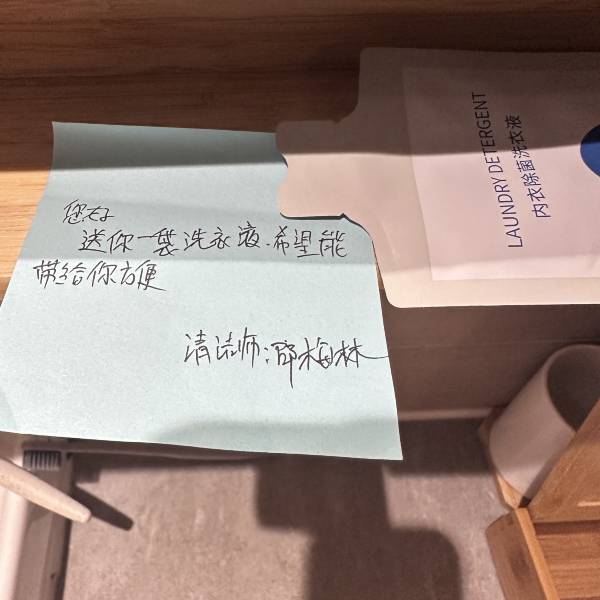 您好
送你一袋洗衣液.希望能
带给你方便
清洁师:邓梅林
LAUNDRY DETERGENT
内衣除菌洗衣液